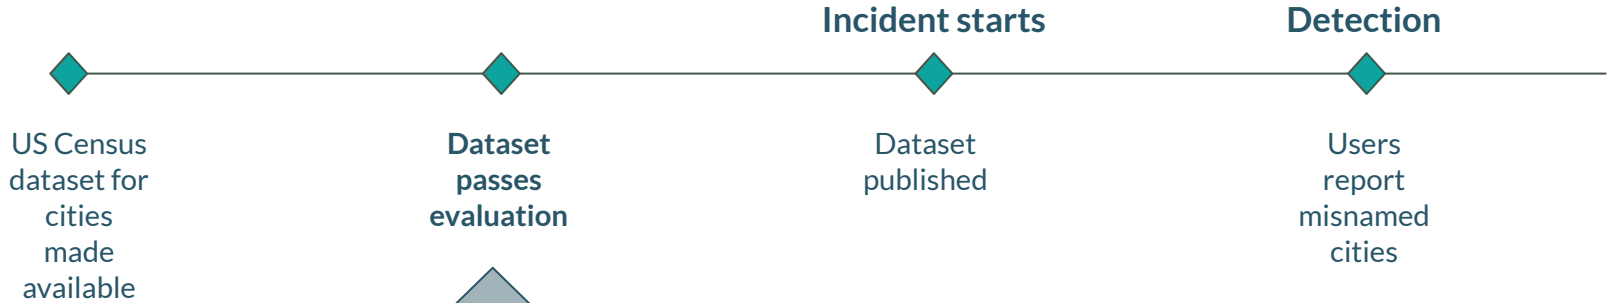 Incident starts
Detection
US Census
dataset for
cities
made
available
Dataset
passes
evaluation
Dataset
published
Users
report
misnamed
cities